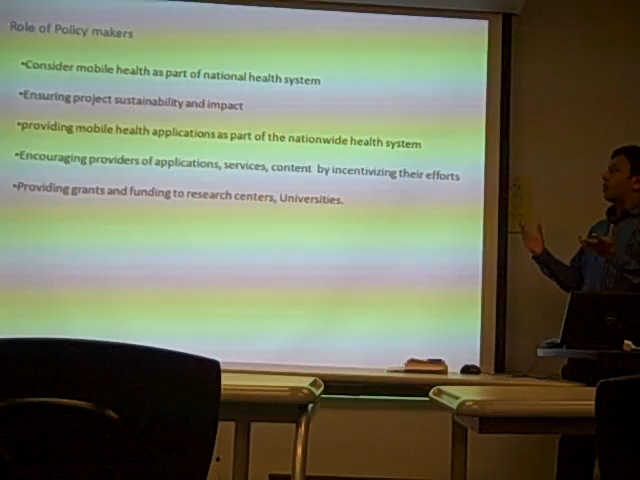 Role of Policy makers
•Consider mobile health as part of national health system
•Ensuring project sustainability and impact
•providing mobile health applications as part of the nationwide health system
•Encouraging providers of applications, services, content by incentivizing their efforts
•Providing grants and funding to research centers, Universities.